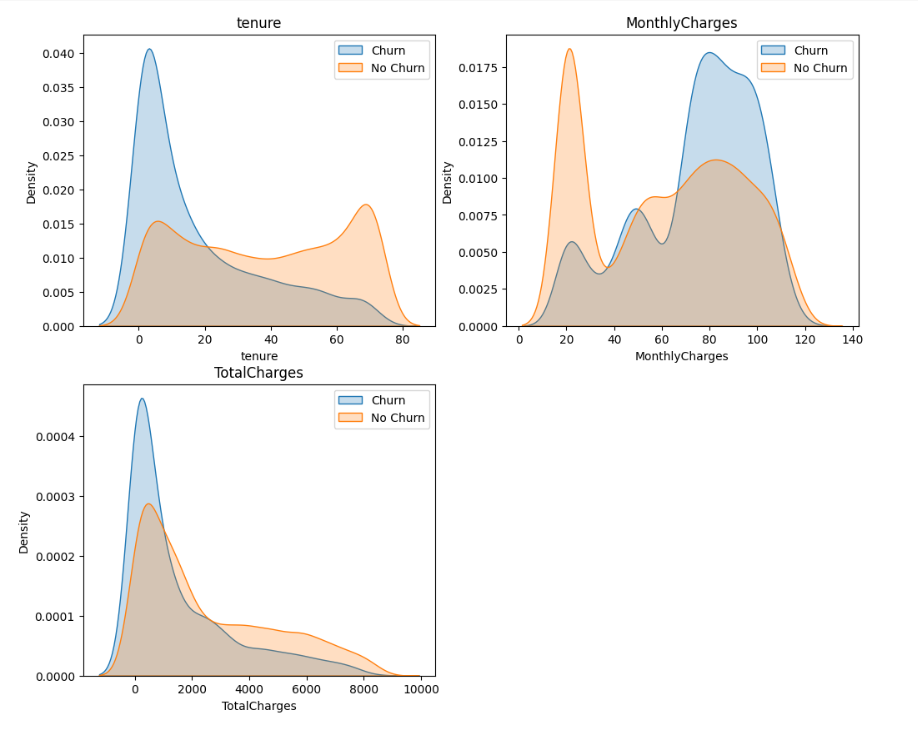 tenure
Churn
No Churn
0.040
0.035
0.030
0.025
0.020
0.015
0.010
0.005
0.000
Density
0 20 40 60 80
tenure
MonthlyCharges
Churn
No Churn
0.0175
0.0150
0.0125
0.0100
0.0075
0.0050
0.0025
0.0000
Density
0 20 40 60 80 100 120 140
MonthlyCharges
TotalCharges
Churn
No Churn
0.0004
0.0003
0.0002
0.0001
0.0000
Density
0 2000 4000 6000 8000 10000
TotalCharges